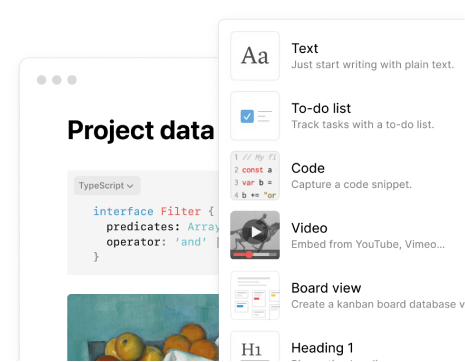 Project data
TypeScript
interface Filter {
predicates: Array
operator: ‘and’
}
Aa
Text
Just start writing with plain text.
To-do list
Track tasks with a to-do list.
1 // My fi
2 const a
3 var b =
4 b += "or
Code
Capture a code snippet.
Video
Embed from YouTube, Vimeo...
Board view
Create a kanban board database v
H1
Heading 1